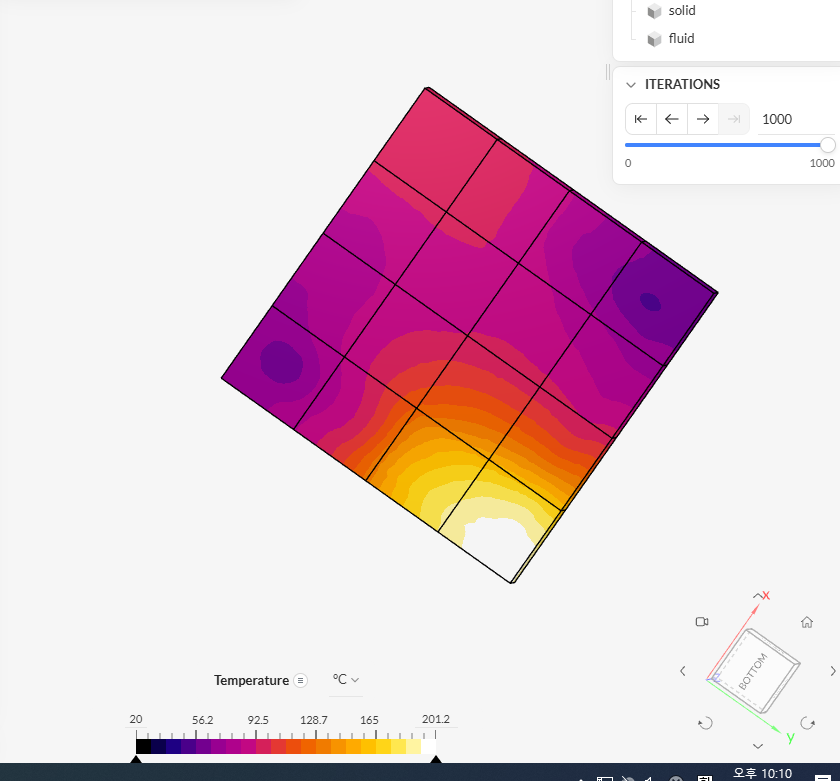 solid
fluid
ITERATIONS
1000
0 1000
X
BOTTOM
y
Temperature °C
20 56.2 92.5 128.7 165 201.2
오후 10:10